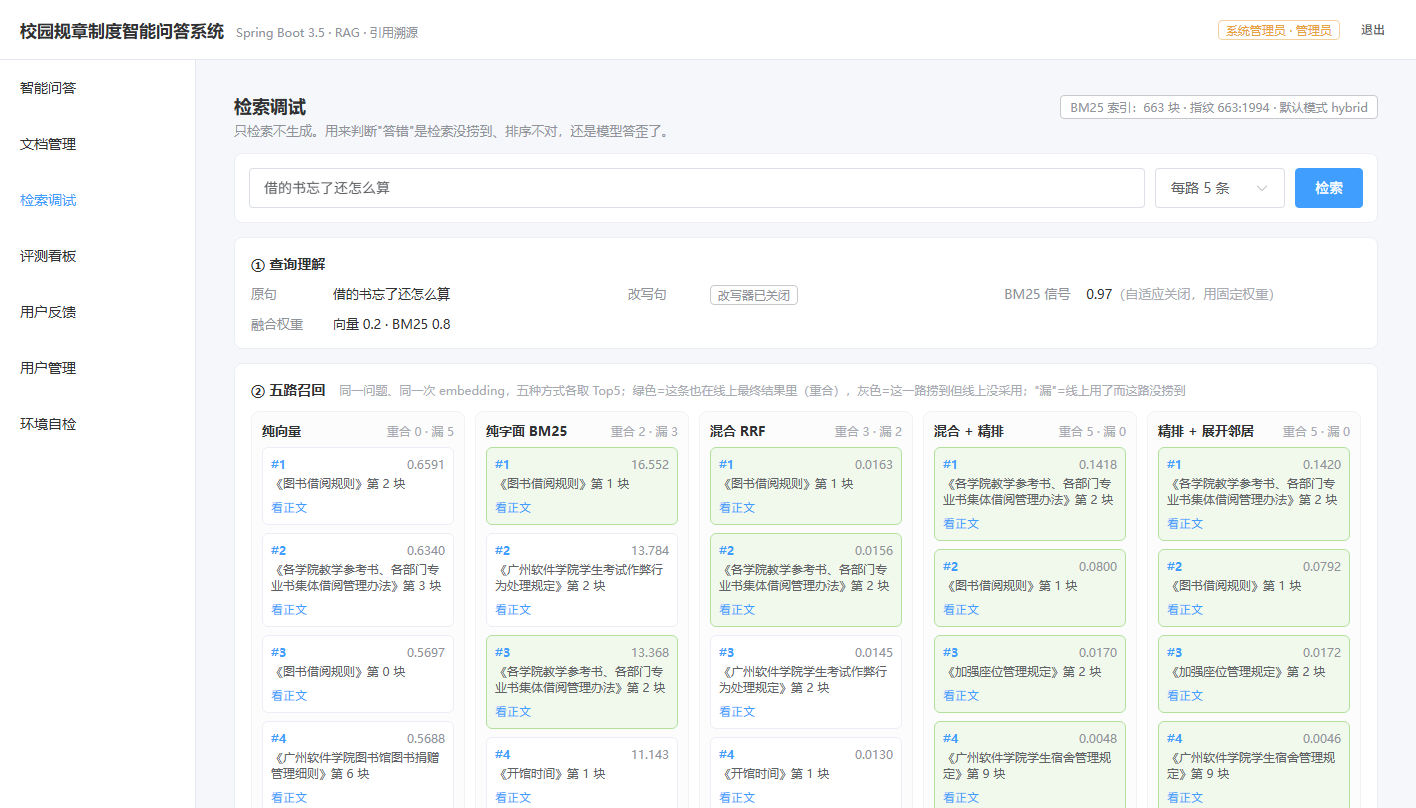 校园规章制度智能问答系统 Spring Boot 3.5 · RAG · 引用溯源
系统管理员 · 管理员 退出
智能问答
文档管理
检索调试
评测看板
用户反馈
用户管理
环境自检
检索调试
BM25 索引：663 块 · 指纹 663:1994 · 默认模式 hybrid
只检索不生成。用来判断"答错"是检索没捞到、排序不对，还是模型答歪了。
借的书忘了还怎么算
每路 5 条
检索
① 查询理解
原句 借的书忘了还怎么算
改写句 改写器已关闭
BM25 信号 0.97 (自适应关闭，用固定权重)
融合权重 向量 0.2 · BM25 0.8
② 五路召回 同一问题、同一次 embedding，五种方式各取 Top5；绿色=这条也在线上最终结果里（重合），灰色=这一路捞到但线上没采用；"漏"=线上用了而这路没捞到
纯向量 重合 0 · 漏 5
#1 0.6591
《图书借阅规则》第 2 块
看正文
#2 0.6340
《各学院教学参考书、各部门专
业书集体借阅管理办法》第 3 块
看正文
#3 0.5697
《图书借阅规则》第 0 块
看正文
#4 0.5688
《广州软件学院图书馆图书捐赠
管理细则》第 6 块
看正文
纯字面 BM25 重合 2 · 漏 3
#1 16.552
《图书借阅规则》第 1 块
看正文
#2 13.784
《广州软件学院学生考试作弊行
为处理规定》第 2 块
看正文
#3 13.368
《各学院教学参考书、各部门专
业书集体借阅管理办法》第 2 块
看正文
#4 11.143
《开馆时间》第 1 块
看正文
混合 RRF 重合 3 · 漏 2
#1 0.0163
《图书借阅规则》第 1 块
看正文
#2 0.0156
《各学院教学参考书、各部门专
业书集体借阅管理办法》第 2 块
看正文
#3 0.0145
《广州软件学院学生考试作弊行
为处理规定》第 2 块
看正文
#4 0.0130
《开馆时间》第 1 块
看正文
混合 + 精排 重合 5 · 漏 0
#1 0.1418
《各学院教学参考书、各部门专
业书集体借阅管理办法》第 2 块
看正文
#2 0.0800
《图书借阅规则》第 1 块
看正文
#3 0.0170
《加强座位管理规定》第 2 块
看正文
#4 0.0048
《广州软件学院学生宿舍管理规
定》第 9 块
看正文
精排 + 展开邻居 重合 5 · 漏 0
#1 0.1420
《各学院教学参考书、各部门专
业书集体借阅管理办法》第 2 块
看正文
#2 0.0792
《图书借阅规则》第 1 块
看正文
#3 0.0172
《加强座位管理规定》第 2 块
看正文
#4 0.0046
《广州软件学院学生宿舍管理规
定》第 9 块
看正文